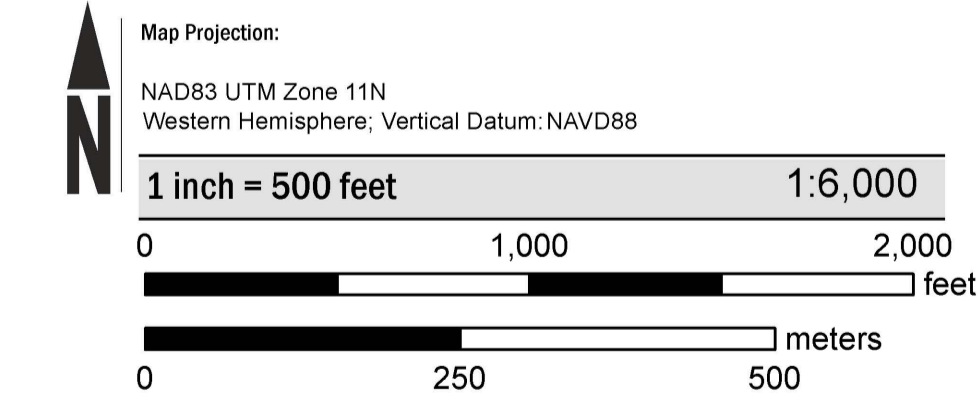 N
Map Projection:
NAD83 UTM Zone 11N
Western Hemisphere; Vertical Datum: NAVD88
1 inch = 500 feet 1:6,000
0 1,000 2,000
feet
meters
0 250 500